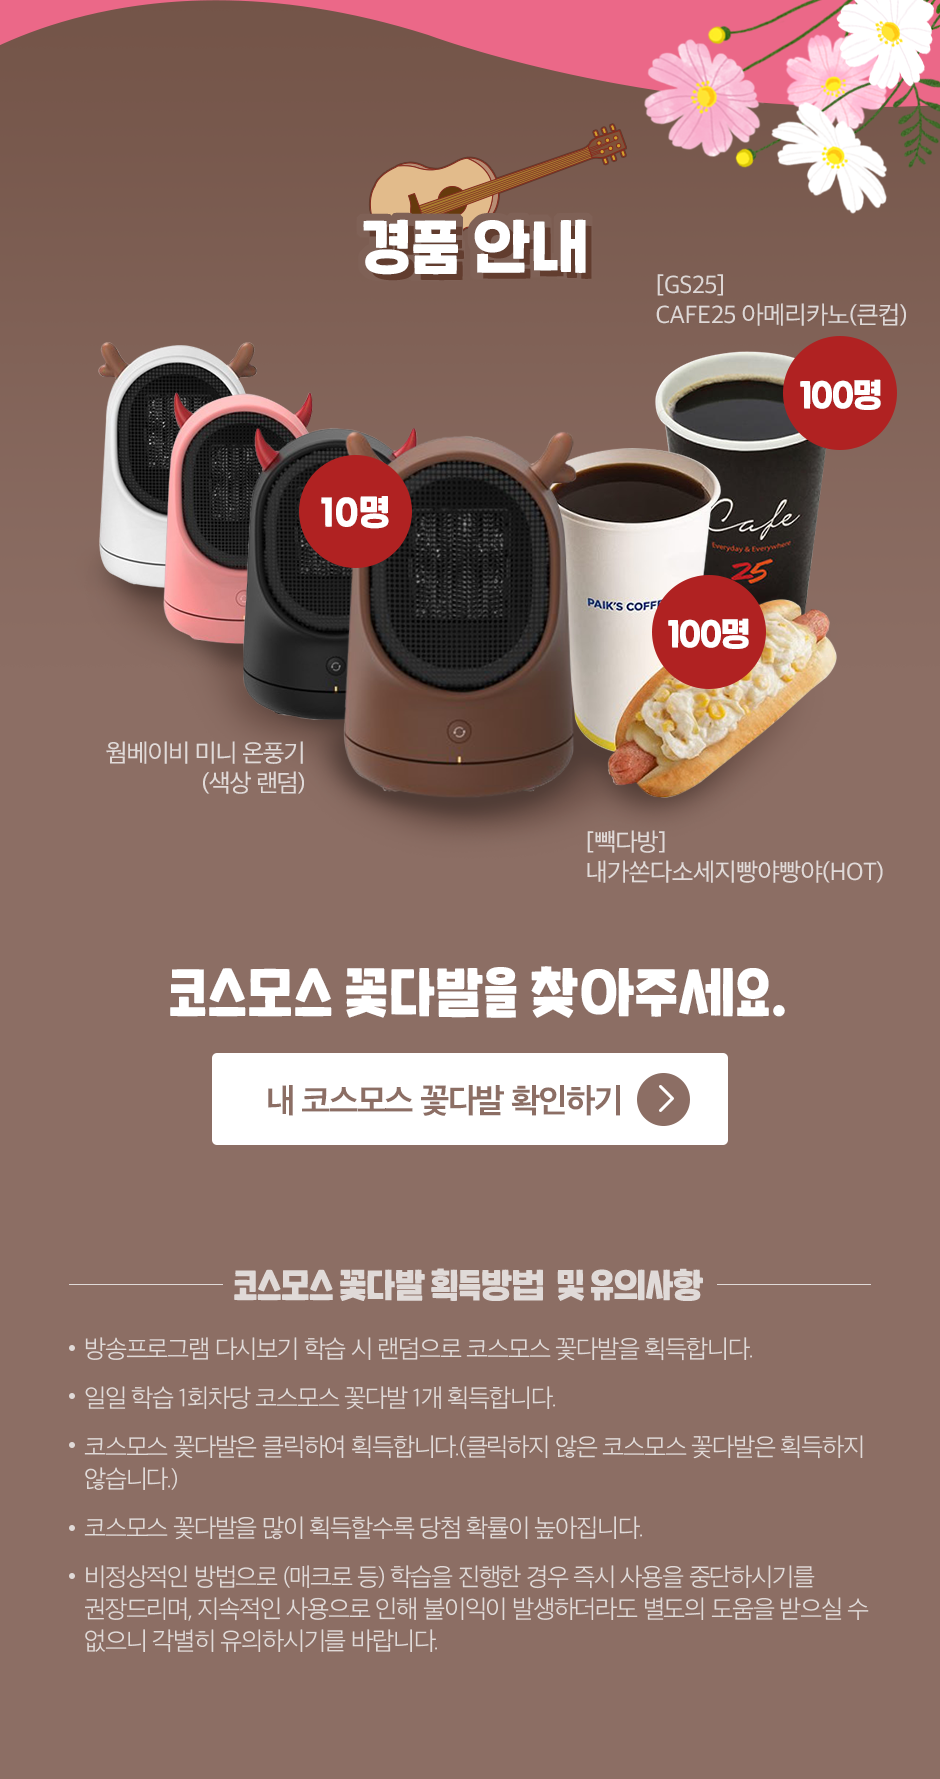 경품 안내
[GS25]
CAFE25 아메리카노(큰컵)
100명
10명
Cafe
Everyday & Everywhere
25
PAIK'S COFF
100명
웜베이비 미니 온풍기
(색상 랜덤)
[빽다방]
내가쏜다소세지빵야빵야(HOT)
코스모스 꽃다발을 찾아주세요.
내 코스모스 꽃다발 확인하기
코스모스 꽃다발 획득방법 및 유의사항
• 방송프로그램 다시보기 학습 시 랜덤으로 코스모스 꽃다발을 획득합니다.
• 일일 학습 1회차당 코스모스 꽃다발 1개 획득합니다.
• 코스모스 꽃다발은 클릭하여 획득합니다.(클릭하지 않은 코스모스 꽃다발은 획득하지
않습니다.)
• 코스모스 꽃다발을 많이 획득할수록 당첨 확률이 높아집니다.
• 비정상적인 방법으로 (매크로 등) 학습을 진행한 경우 즉시 사용을 중단하시기를
권장드리며, 지속적인 사용으로 인해 불이익이 발생하더라도 별도의 도움을 받으실 수
없으니 각별히 유의하시기를 바랍니다.